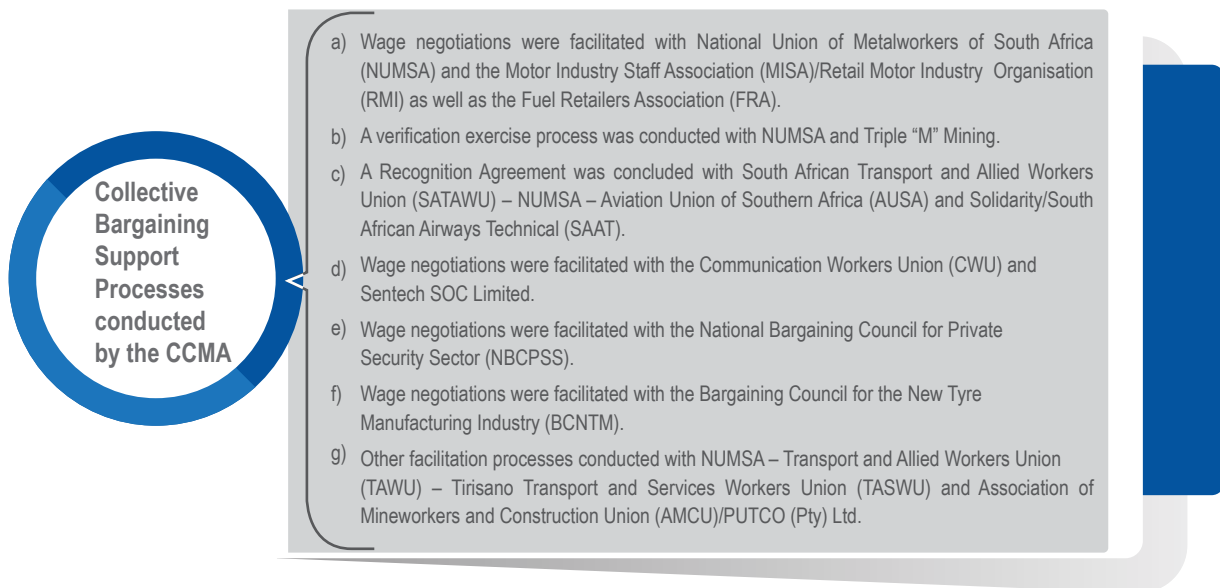 Collective
Bargaining
Support
Processes
conducted
by the CCMA
a) Wage negotiations were facilitated with National Union of Metalworkers of South Africa
(NUMSA) and the Motor Industry Staff Association (MISA)/Retail Motor Industry Organisation
(RMI) as well as the Fuel Retailers Association (FRA).
b) A verification exercise process was conducted with NUMSA and Triple “M” Mining.
c) A Recognition Agreement was concluded with South African Transport and Allied Workers
Union (SATAWU) – NUMSA – Aviation Union of Southern Africa (AUSA) and Solidarity/South
African Airways Technical (SAAT).
d) Wage negotiations were facilitated with the Communication Workers Union (CWU) and
Sentech SOC Limited.
e) Wage negotiations were facilitated with the National Bargaining Council for Private
Security Sector (NBCPSS).
f) Wage negotiations were facilitated with the Bargaining Council for the New Tyre
Manufacturing Industry (BCNTM).
g) Other facilitation processes conducted with NUMSA – Transport and Allied Workers Union
(TAWU) – Tirisano Transport and Services Workers Union (TASWU) and Association of
Mineworkers and Construction Union (AMCU)/PUTCO (Pty) Ltd.